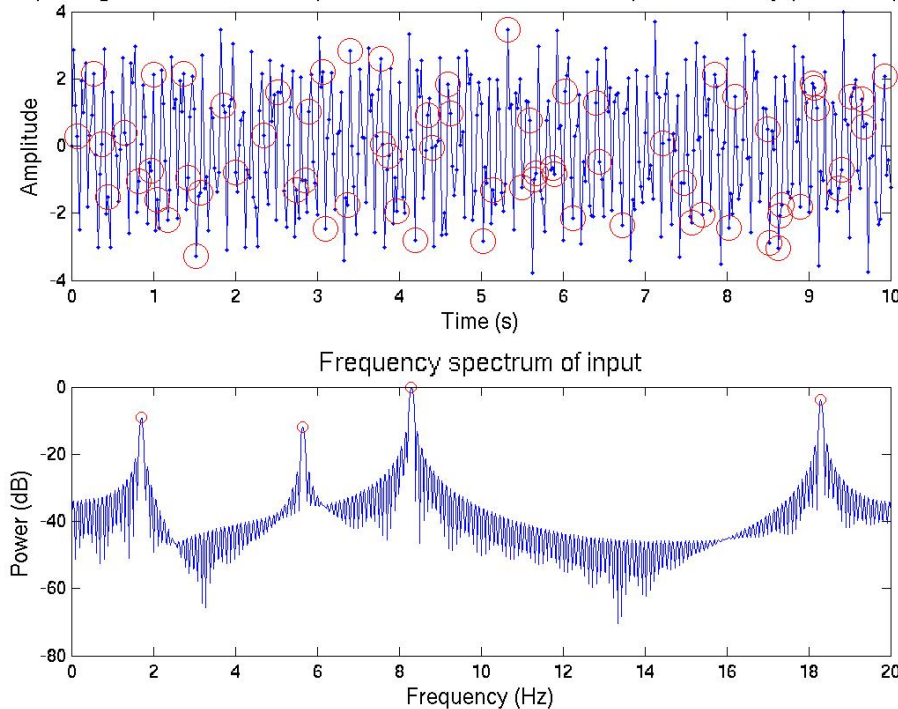 4
2
0
-2
-4
Amplitude
0 1 2 3 4 5 6 7 8 9 10
Time (s)
Frequency spectrum of input
0
-20
-40
-60
-80
Power (dB)
0 2 4 6 8 10 12 14 16 18 20
Frequency (Hz)